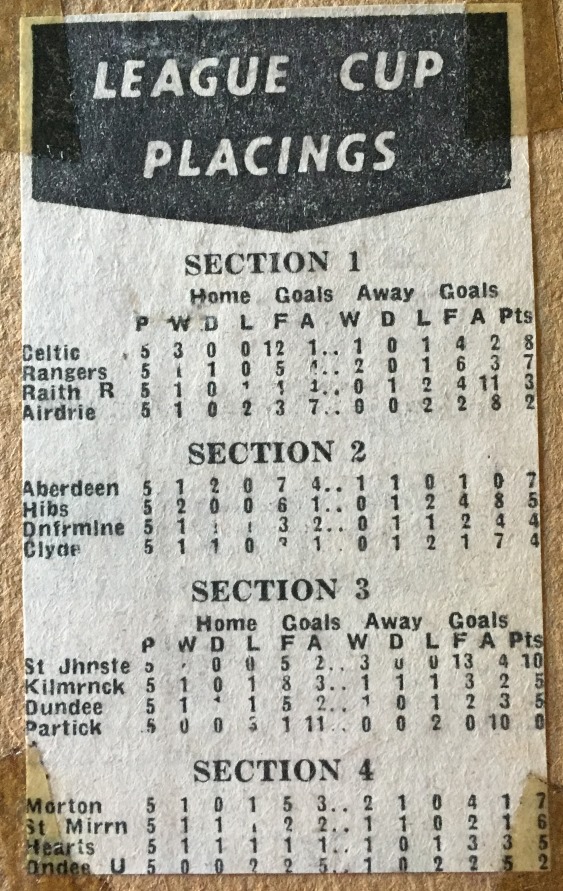 LEAGUE CUP
PLACINGS
SECTION 1
Home Goals Away Goals
P W D L F A W D L F A Pts
Celtic 5 3 0 0 12 1.. 1 0 1 4 2 8
Rangers 5 1 1 0 5 .. 2 0 1 6 3 7
Raith R 5 1 0 1 .. 0 1 2 4 11 3
Airdrie 5 1 0 2 3 7.. 0 0 2 2 8 2
SECTION 2
Aberdeen 5 1 2 0 7 4.. 1 1 0 1 0 7
Hibs 5 2 0 0 6 1.. 0 1 2 4 8 5
Dnfrmlne 5 1 3 2.. 0 1 1 2 4 4
Clyde 5 1 1 0 1.. 0 1 2 1 7 4
SECTION 3
Home Goals Away Goals
P W D L F A W D L F A Pts
St Jhnste 5 0 0 5 2.. 3 0 0 13 4 10
Kilmrnck 5 1 0 1 8 3.. 1 1 1 3 2 5
Dundee 5 1 1 5 2.. 1 0 1 2 3 5
Partick 5 0 0 3 1 11.. 0 0 2 0 10 0
SECTION 4
Morton 5 1 0 1 5 3.. 2 1 0 4 1 7
St Mirrn 5 1 1 2 2.. 1 1 0 2 1 6
Hearts 5 1 1 1 1 1.. 1 0 1 3 3 5
Dndee U 5 0 0 2 2 5.. 1 0 2 2 5 2